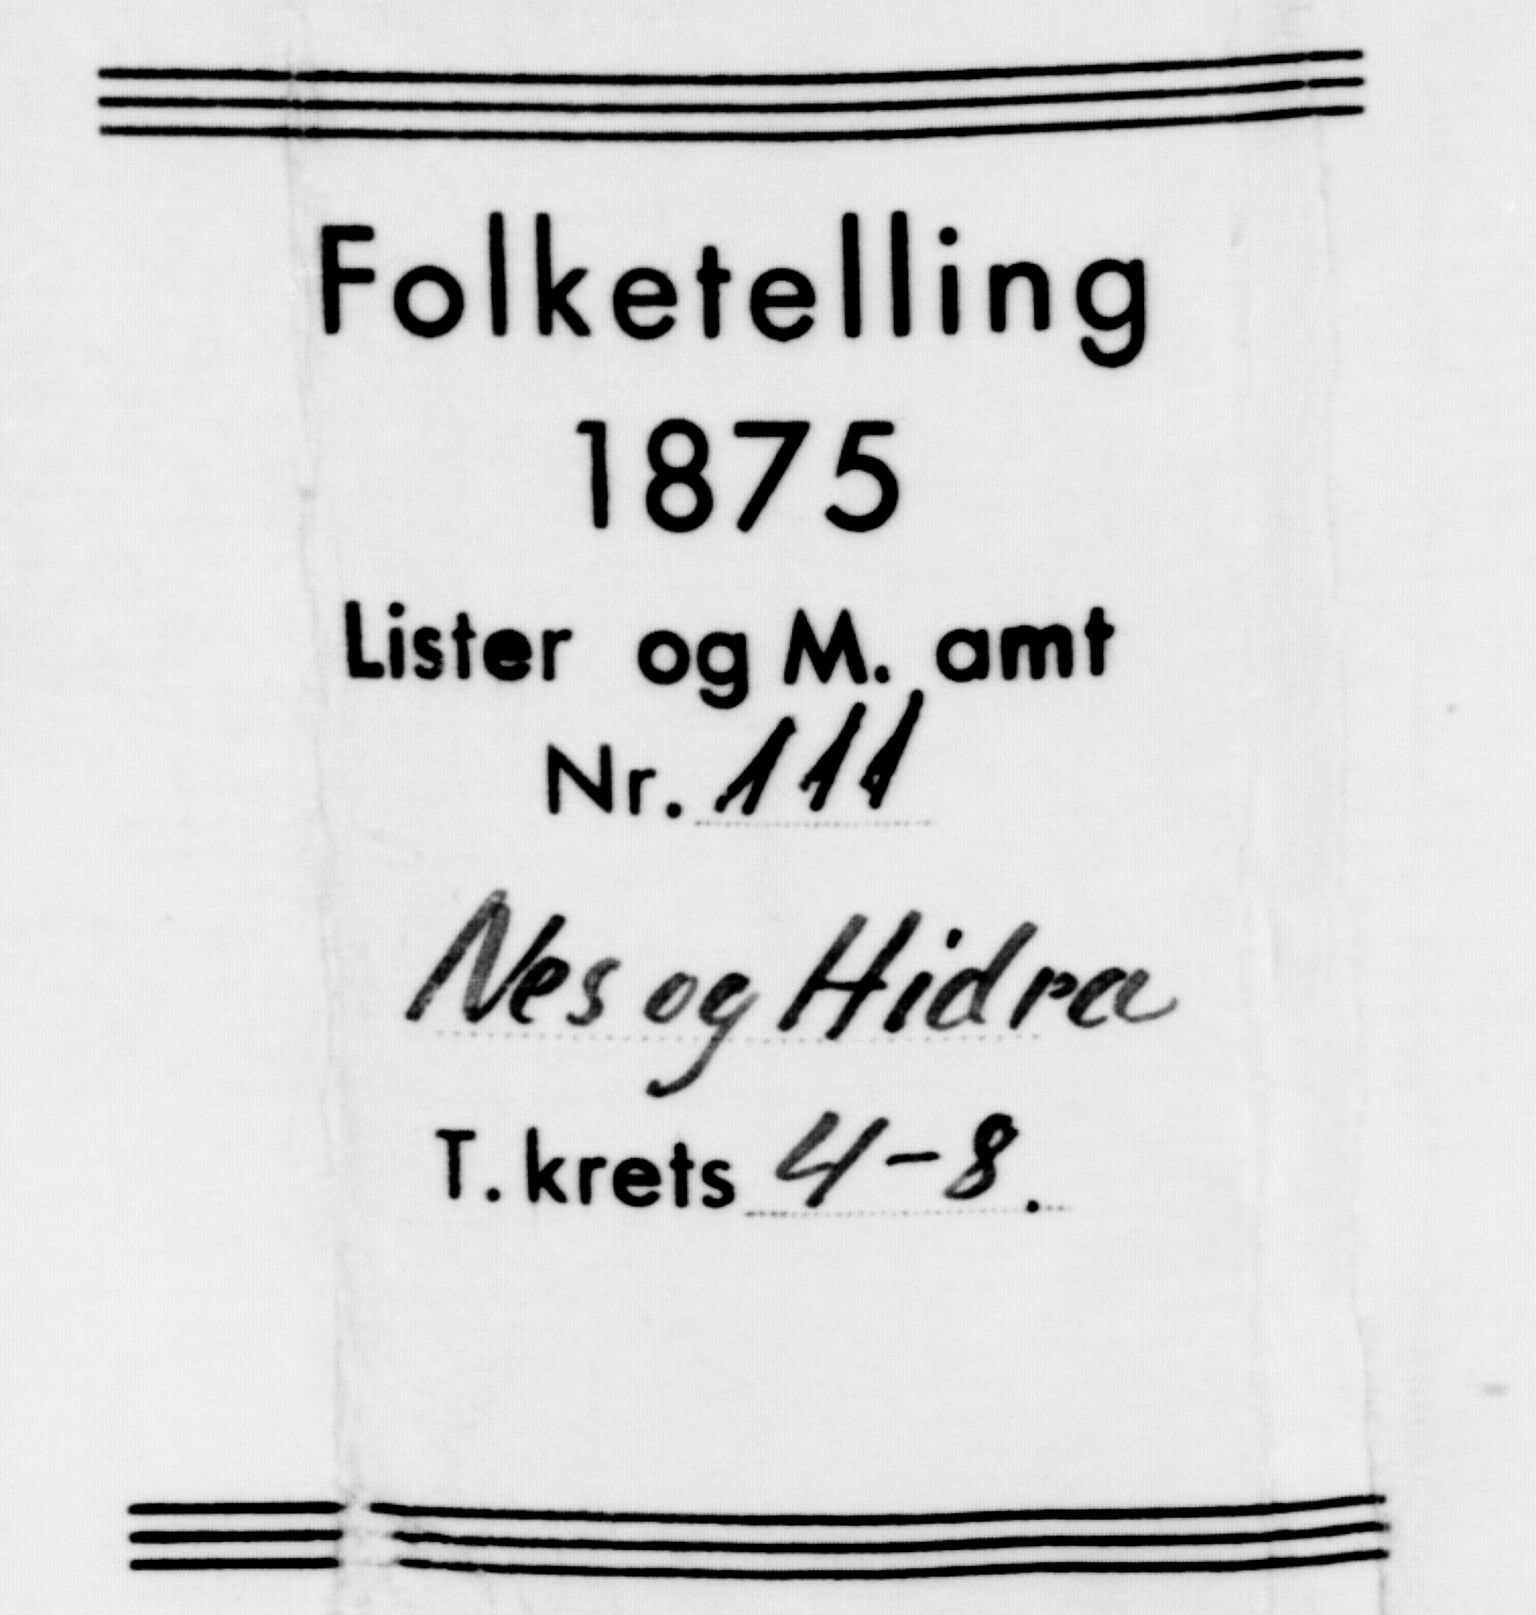 Folketelling
1875
Lister og M. amt
Nr. 111
Nes og Hidra
T. krets 4-8.